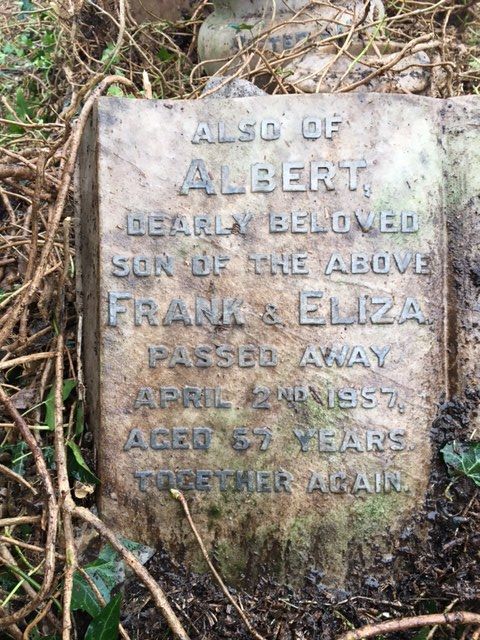 ALSO OF
ALBERT,
DEARLY BELOVED
SON OF THE ABOVE
FRANK & ELIZA.
PASSED AWAY
APRIL 2ND 1957,
AGED 57 YEARS.
TOGETHER AGAIN.